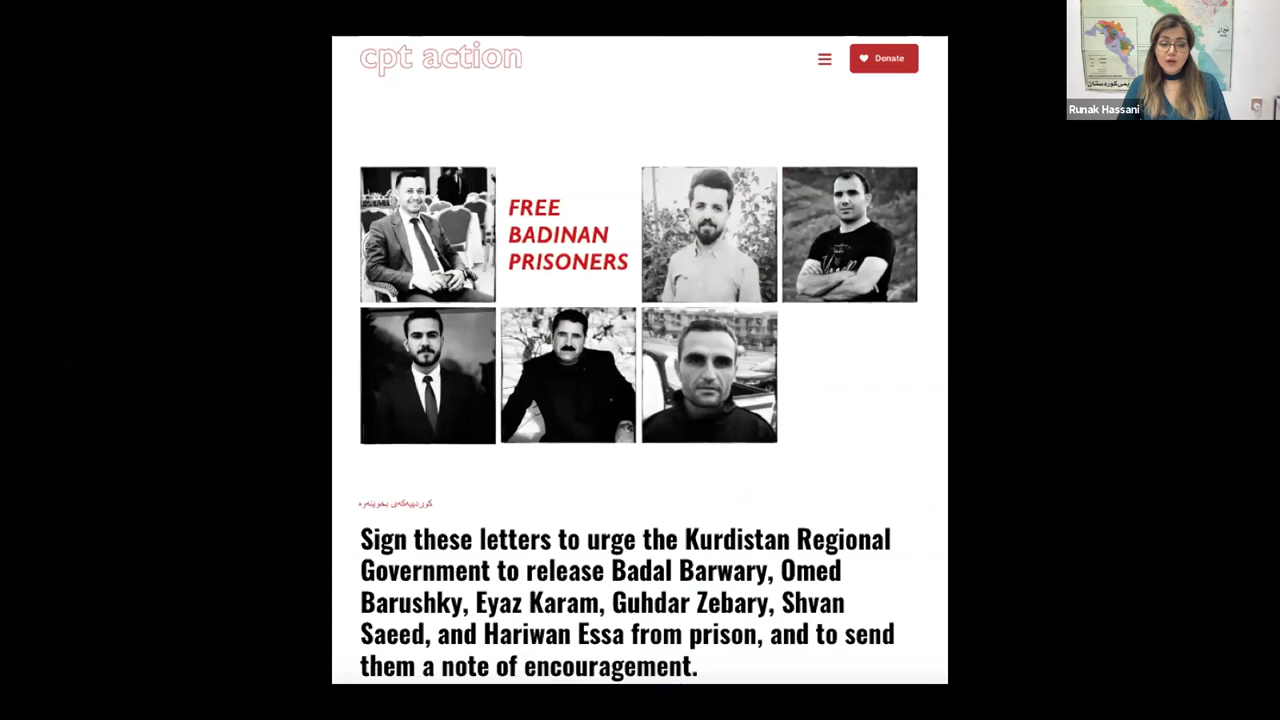 cpt action
Donate
Runak Hassani
FREE
BADINAN
PRISONERS
کوردییەکەی بخوێنەوە
Sign these letters to urge the Kurdistan Regional
Government to release Badal Barwary, Omed
Barushky, Eyaz Karam, Guhdar Zebary, Shvan
Saeed, and Hariwan Essa from prison, and to send
them a note of encouragement.